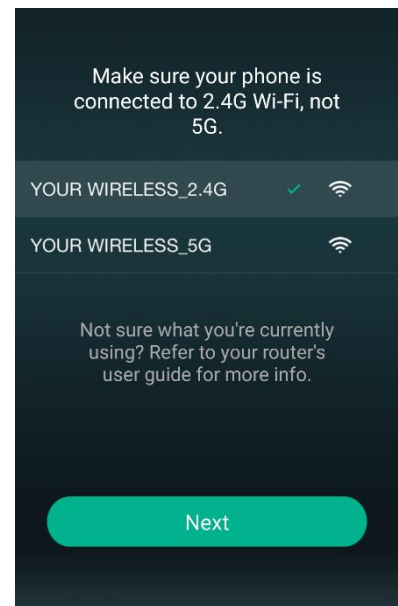 Make sure your phone is
connected to 2.4G Wi-Fi, not
5G.
YOUR WIRELESS_2.4G
YOUR WIRELESS_5G
Not sure what you're currently
using? Refer to your router's
user guide for more info.
Next